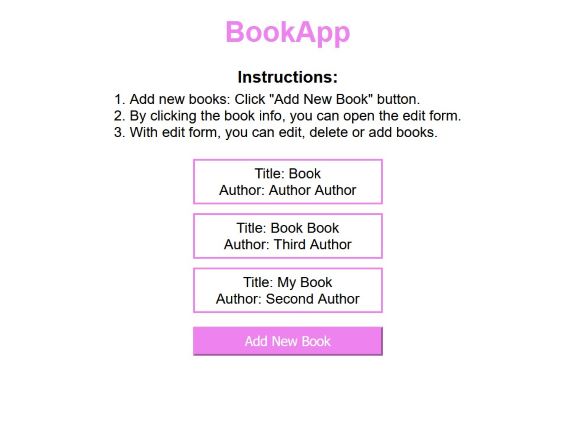 BookApp
Instructions:
1. Add new books: Click "Add New Book" button.
2. By clicking the book info, you can open the edit form.
3. With edit form, you can edit, delete or add books.
Title: Book
Author: Author Author
Title: Book Book
Author: Third Author
Title: My Book
Author: Second Author
Add New Book